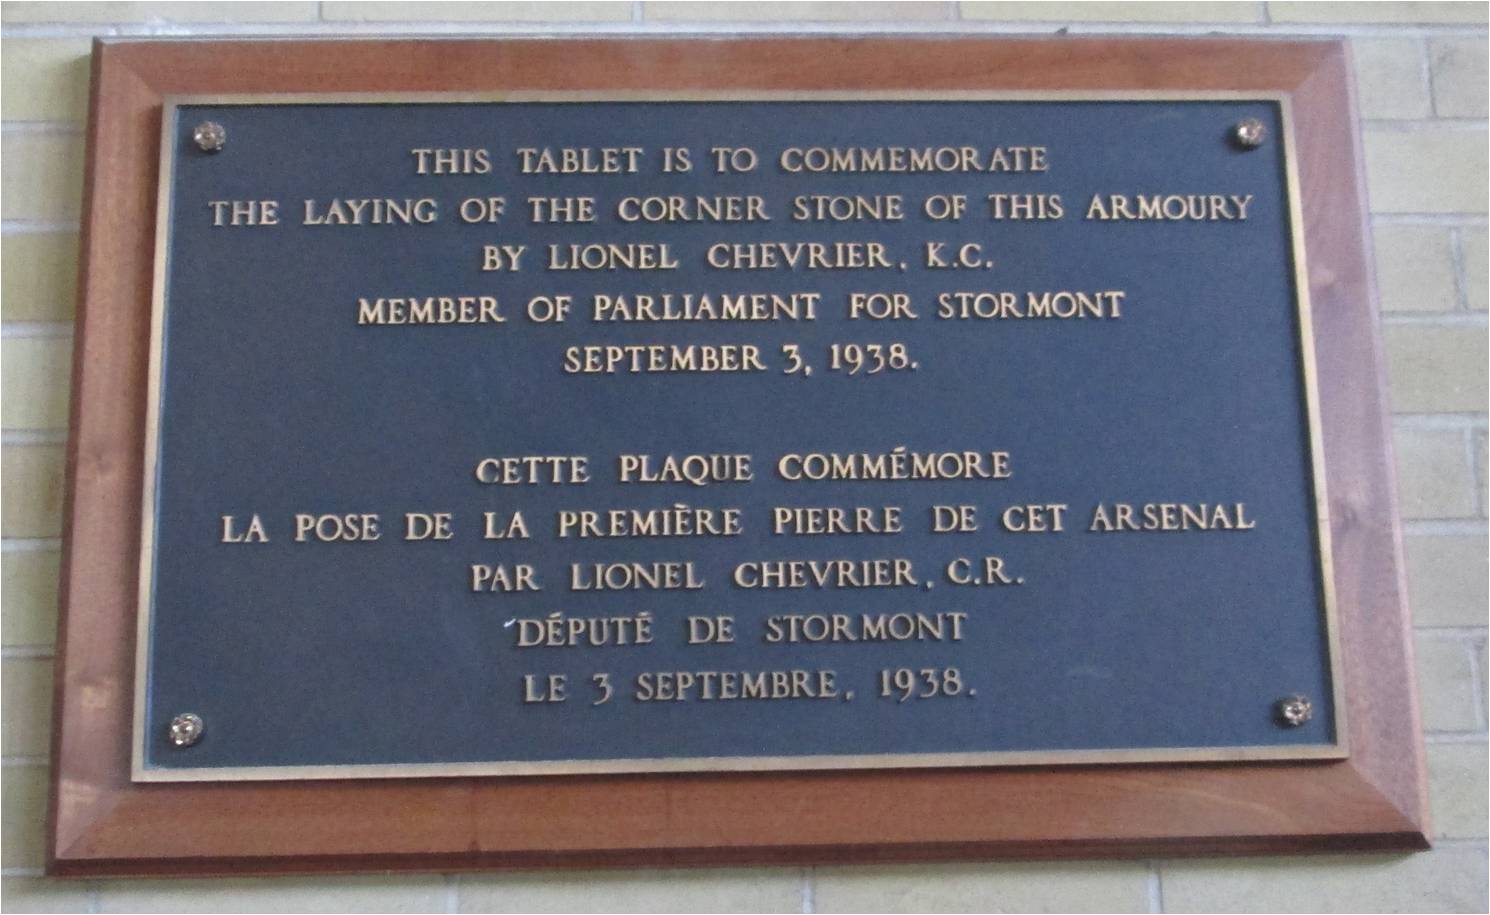 THIS TABLET IS TO COMMEMORATE
THE LAYING OF THE CORNER STONE OF THIS ARMOURY
BY LIONEL CHEVRIER, K.C.
MEMBER OF PARLIAMENT FOR STORMONT
SEPTEMBER 3, 1938.
CETTE PLAQUE COMMÉMORE
LA POSE DE LA PREMIÈRE PIERRE DE CET ARSENAL
PAR LIONEL CHEVRIER, C.R.
DÉPUTÉ DE STORMONT
LE 3 SEPTEMBRE, 1938.